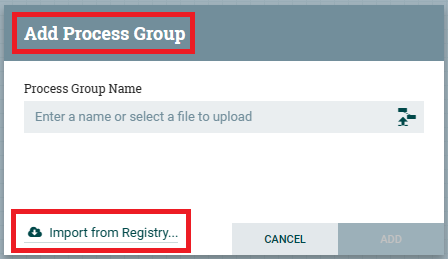 Add Process Group
Process Group Name
Enter a name or select a file to upload
Import from Registry...
CANCEL
ADD